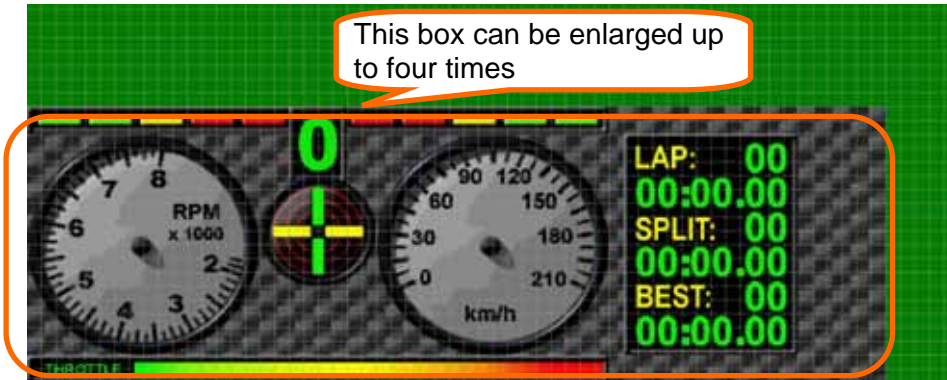 This box can be enlarged up
to four times
0
8
7
6
5
4
3
2
RPM
x 1000
90 120
60 150
30 180
0 210
km/h
LAP: 00
00:00.00
SPLIT: 00
00:00.00
BEST: 00
00:00.00
THROTTLE